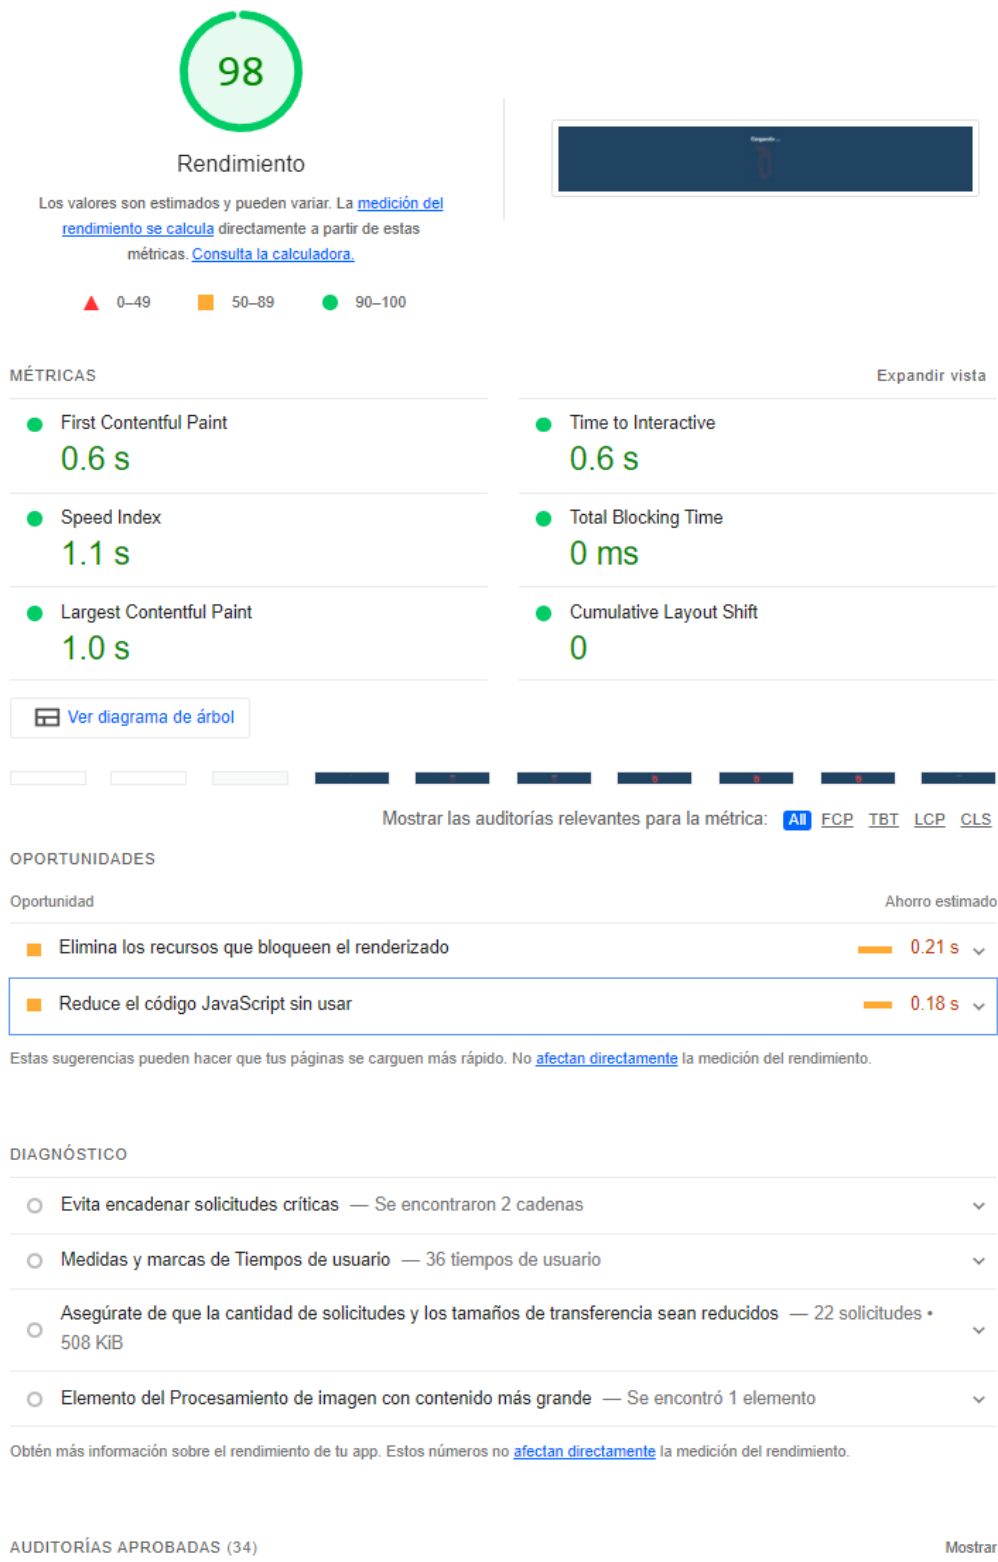 98
Rendimiento
Los valores son estimados y pueden variar. La medición del
rendimiento se calcula directamente a partir de estas
métricas. Consulta la calculadora.
0–49
50–89
90–100
Cargando ...
MÉTRICAS
Expandir vista
First Contentful Paint
0.6 s
Time to Interactive
0.6 s
Speed Index
1.1 s
Total Blocking Time
0 ms
Largest Contentful Paint
1.0 s
Cumulative Layout Shift
0
Ver diagrama de árbol
Mostrar las auditorías relevantes para la métrica: All FCP TBT LCP CLS
OPORTUNIDADES
Oportunidad
Ahorro estimado
Elimina los recursos que bloqueen el renderizado
0.21 s
Reduce el código JavaScript sin usar
0.18 s
Estas sugerencias pueden hacer que tus páginas se carguen más rápido. No afectan directamente la medición del rendimiento.
DIAGNÓSTICO
Evita encadenar solicitudes críticas — Se encontraron 2 cadenas
Medidas y marcas de Tiempos de usuario — 36 tiempos de usuario
Asegúrate de que la cantidad de solicitudes y los tamaños de transferencia sean reducidos — 22 solicitudes •
508 KiB
Elemento del Procesamiento de imagen con contenido más grande — Se encontró 1 elemento
Obtén más información sobre el rendimiento de tu app. Estos números no afectan directamente la medición del rendimiento.
AUDITORÍAS APROBADAS (34)
Mostrar